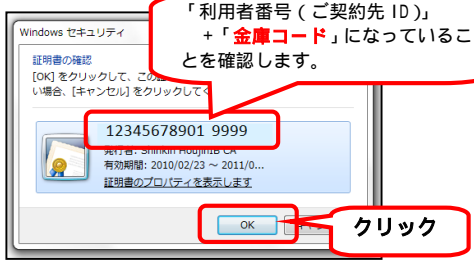 「利用者番号(ご契約先ID)」
+「金庫コード」になっているこ
とを確認します。
Windows セキュリティ
証明書の確認
[OK] をクリックして、この
い場合、[キャンセル] をクリックして
12345678901 9999
発行者: Shinkin HoujinIB CA
有効期間: 2010/02/23 ～ 2011/0...
証明書のプロパティを表示します
OK
クリック